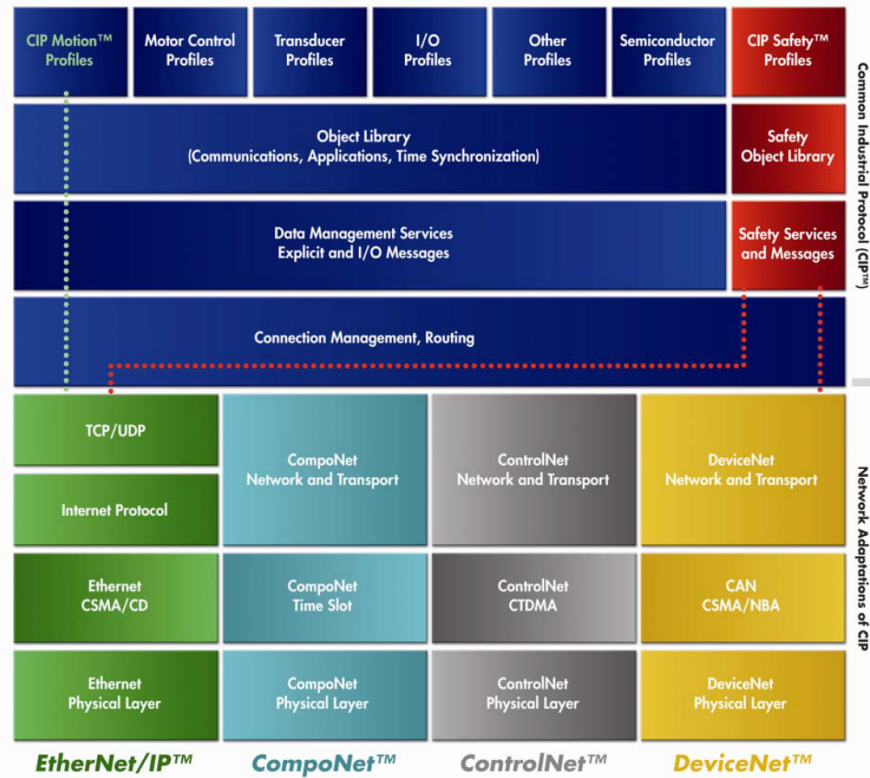 CIP Motion™
Profiles
Motor Control
Profiles
Transducer
Profiles
I/O
Profiles
Other
Profiles
Semiconductor
Profiles
CIP Safety™
Profiles
Object Library
(Communications, Applications, Time Synchronization)
Safety
Object Library
Data Management Services
Explicit and I/O Messages
Safety Services
and Messages
Connection Management, Routing
Common Industrial Protocol (CIP™)
TCP/UDP
Internet Protocol
CompoNet
Network and Transport
ControlNet
Network and Transport
DeviceNet
Network and Transport
Ethernet
CSMA/CD
CompoNet
Time Slot
ControlNet
CTDMA
CAN
CSMA/NBA
Ethernet
Physical Layer
CompoNet
Physical Layer
ControlNet
Physical Layer
DeviceNet
Physical Layer
Network Adaptations of CIP
EtherNet/IP™
CompoNet™
ControlNet™
DeviceNet™